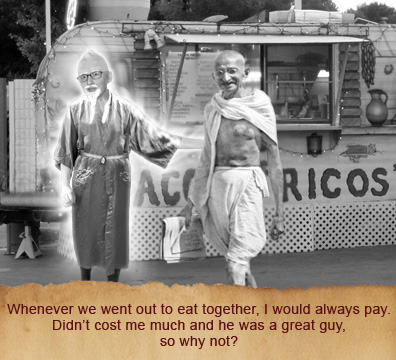 RICOS
Whenever we went out to eat together, I would always pay.
Didn't cost me much and he was a great guy,
so why not?